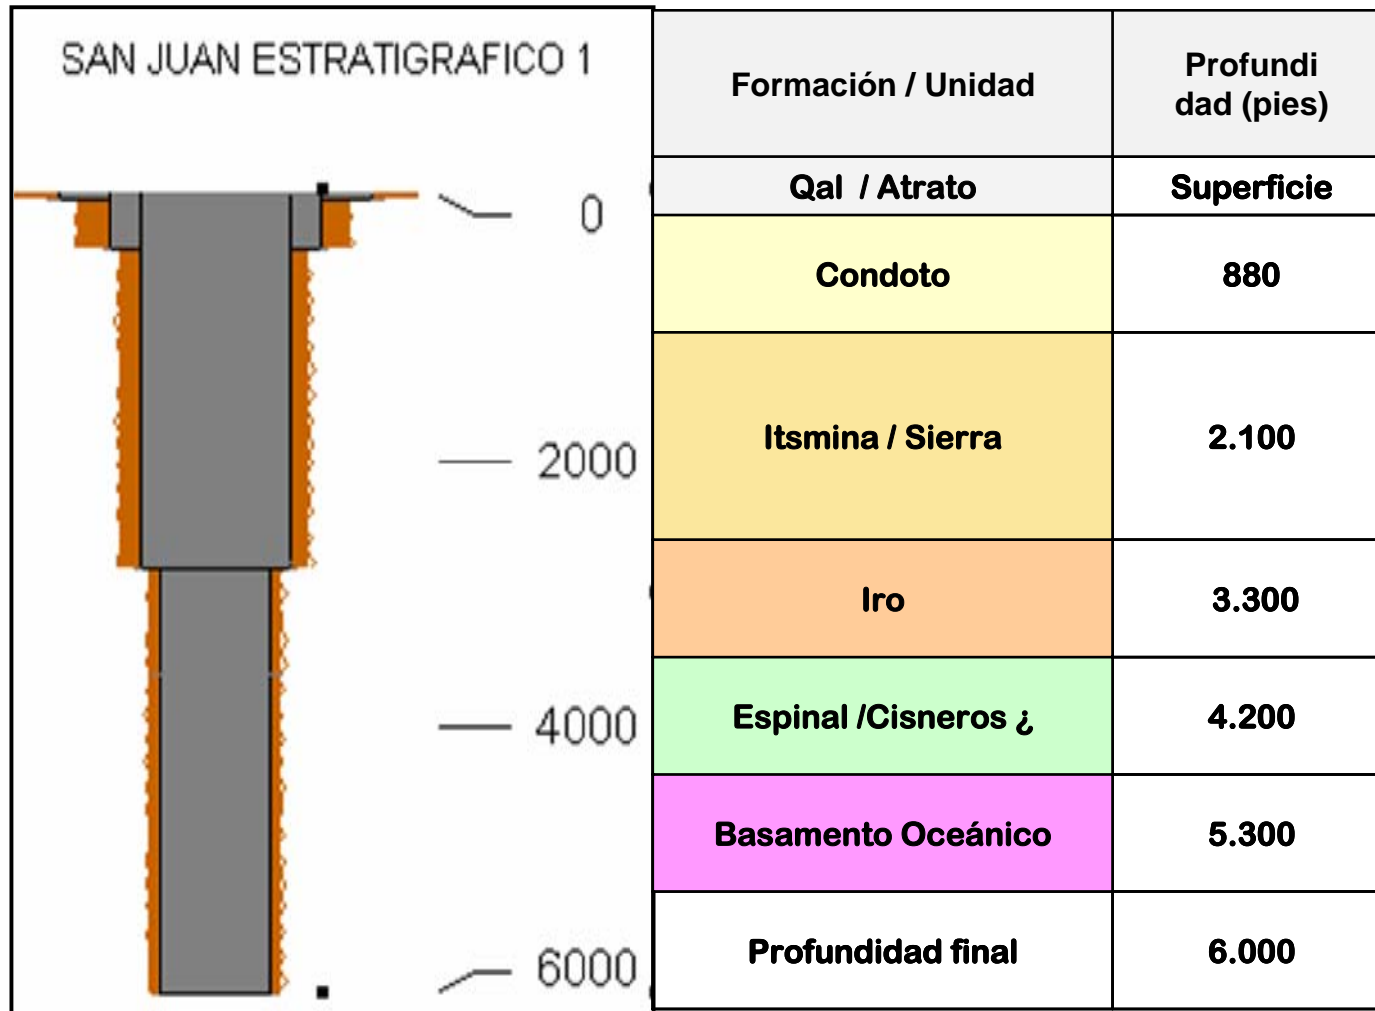 SAN JUAN ESTRATIGRAFICO 1
0
2000
4000
6000
Formación / Unidad
Profundi
dad (pies)
Qal / Atrato
Superficie
Condoto
880
Itsmina / Sierra
2.100
Iro
3.300
Espinal /Cisneros ¿
4.200
Basamento Oceánico
5.300
Profundidad final
6.000